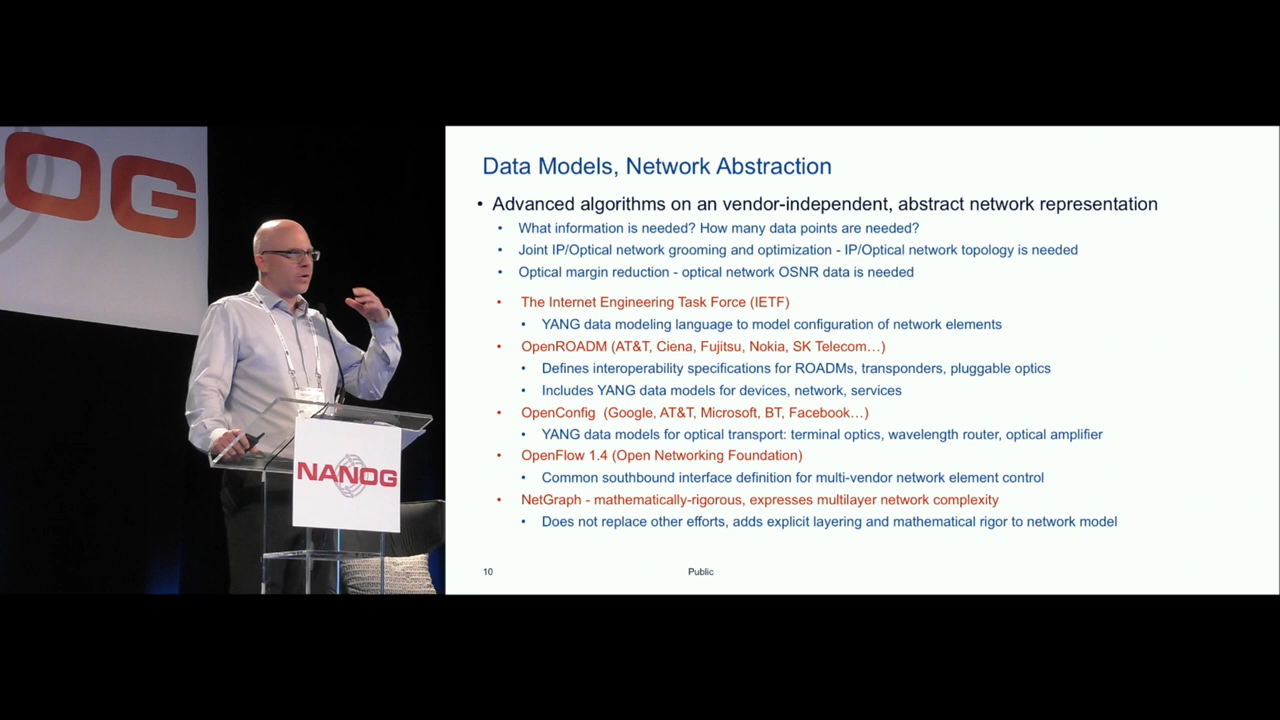 OG
NANOG
Data Models, Network Abstraction
• Advanced algorithms on an vendor-independent, abstract network representation
• What information is needed? How many data points are needed?
• Joint IP/Optical network grooming and optimization - IP/Optical network topology is needed
• Optical margin reduction - optical network OSNR data is needed
• The Internet Engineering Task Force (IETF)
• YANG data modeling language to model configuration of network elements
• OpenROADM (AT&T, Ciena, Fujitsu, Nokia, SK Telecom…)
• Defines interoperability specifications for ROADMs, transponders, pluggable optics
• Includes YANG data models for devices, network, services
• OpenConfig (Google, AT&T, Microsoft, BT, Facebook…)
• YANG data models for optical transport: terminal optics, wavelength router, optical amplifier
• OpenFlow 1.4 (Open Networking Foundation)
• Common southbound interface definition for multi-vendor network element control
• NetGraph - mathematically-rigorous, expresses multilayer network complexity
• Does not replace other efforts, adds explicit layering and mathematical rigor to network model
10 Public